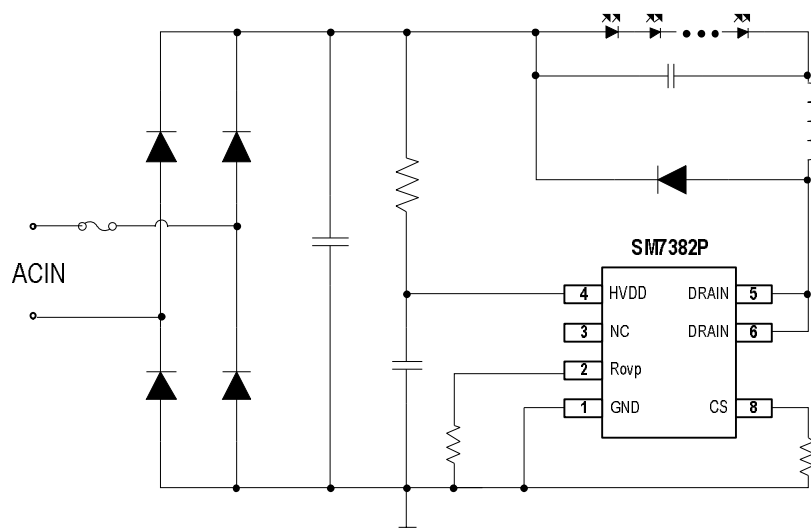 SM7382P
ACIN
4 HVDD DRAIN 5
3 NC DRAIN 6
2 Rovp
1 GND CS 8